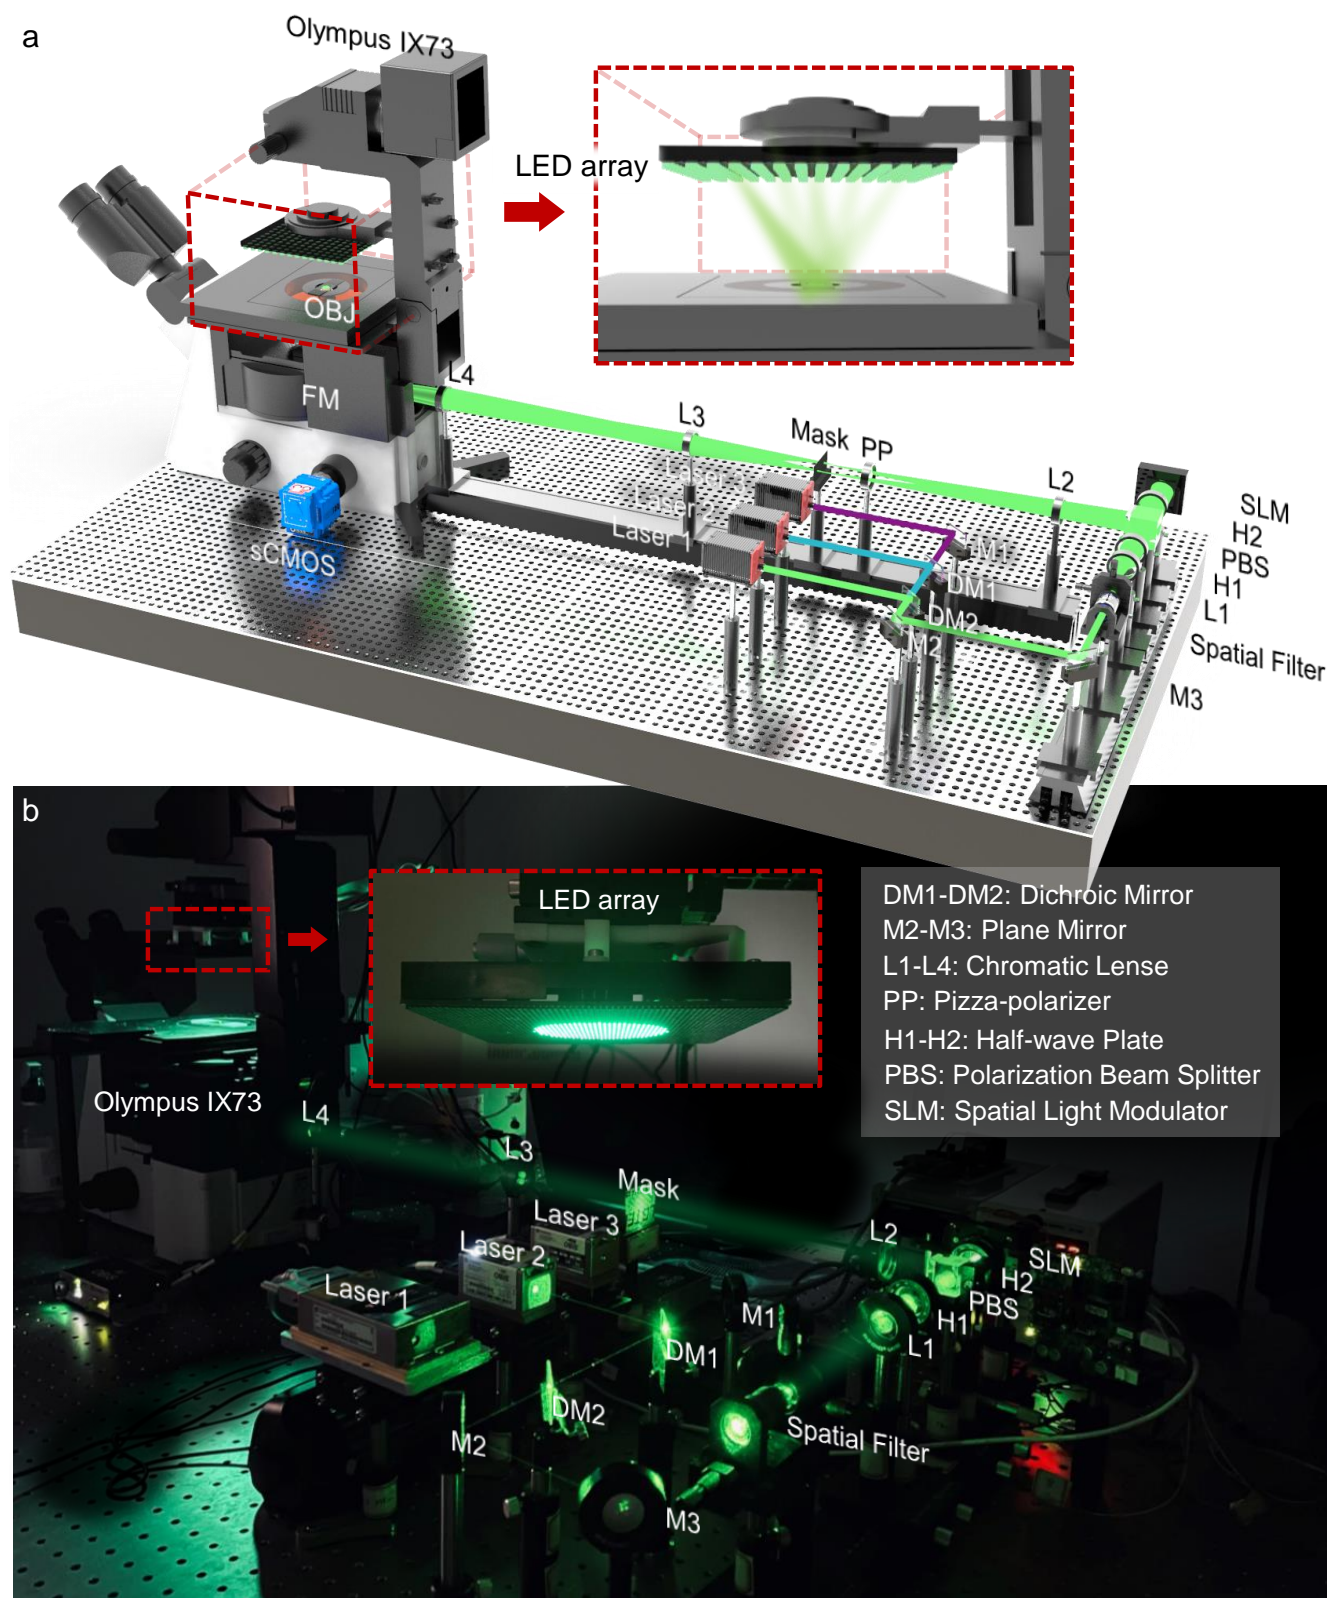 a
Olympus IX73
LED array
OBJ
FM
L4
L3
Mask
PP
L2
Laser 2
Laser 1
M1
DM1
DM2
M2
sCMOS
SLM
H2
PBS
H1
L1
Spatial Filter
M3
b
LED array
DM1-DM2: Dichroic Mirror
M2-M3: Plane Mirror
L1-L4: Chromatic Lense
PP: Pizza-polarizer
H1-H2: Half-wave Plate
PBS: Polarization Beam Splitter
SLM: Spatial Light Modulator
Olympus IX73
L4
L3
Mask
Laser 3
Laser 2
Laser 1
L2
SLM
H2
PBS
H1
L1
M1
DM1
DM2
M2
Spatial Filter
M3